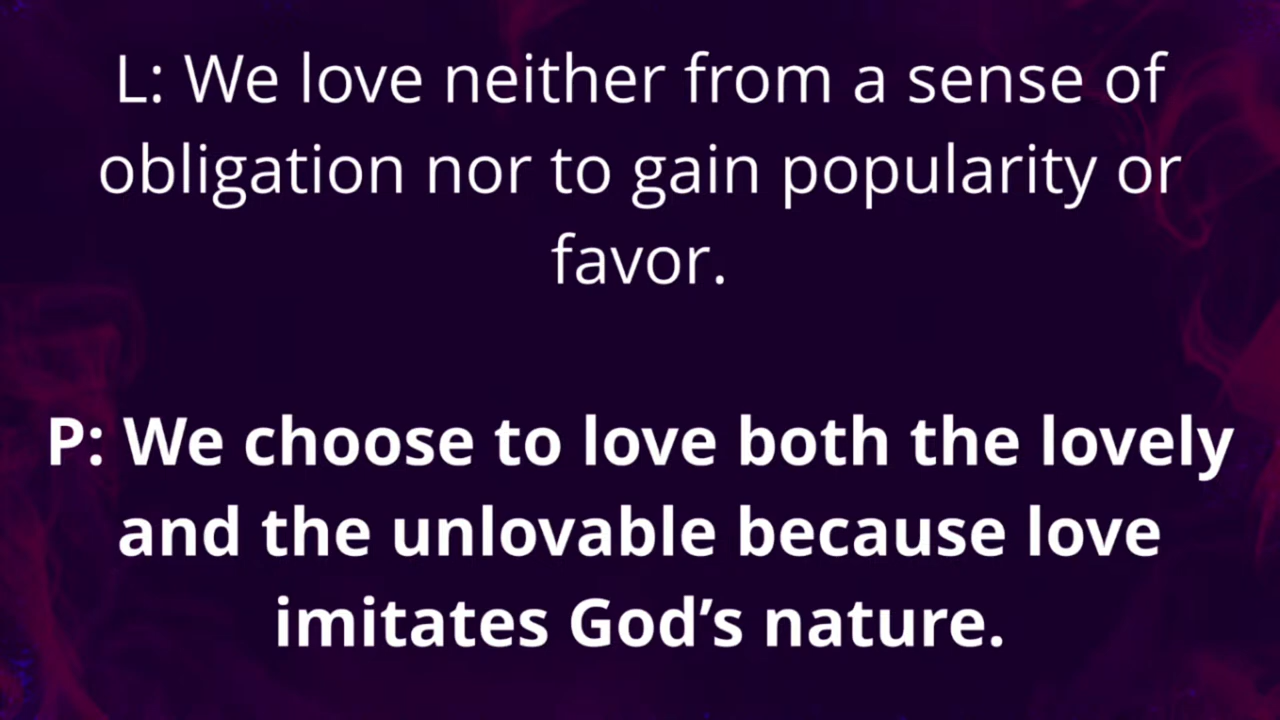 L: We love neither from a sense of
obligation nor to gain popularity or
favor.
P: We choose to love both the lovely
and the unlovable because love
imitates God’s nature.